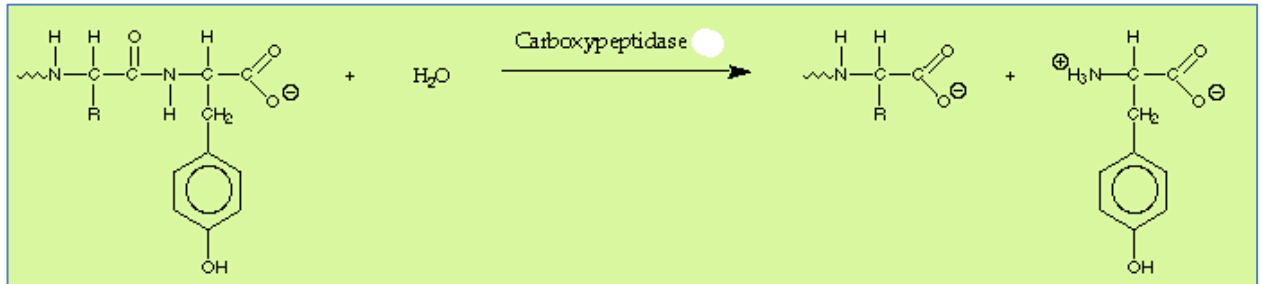 H H O H O
N C C N C C O ⊖
R H CH₂
OH
+
H₂O
Carboxypeptidase
H H O
N C C O ⊖
R
+
H O
⊕ H₃N C C O ⊖
CH₂
OH